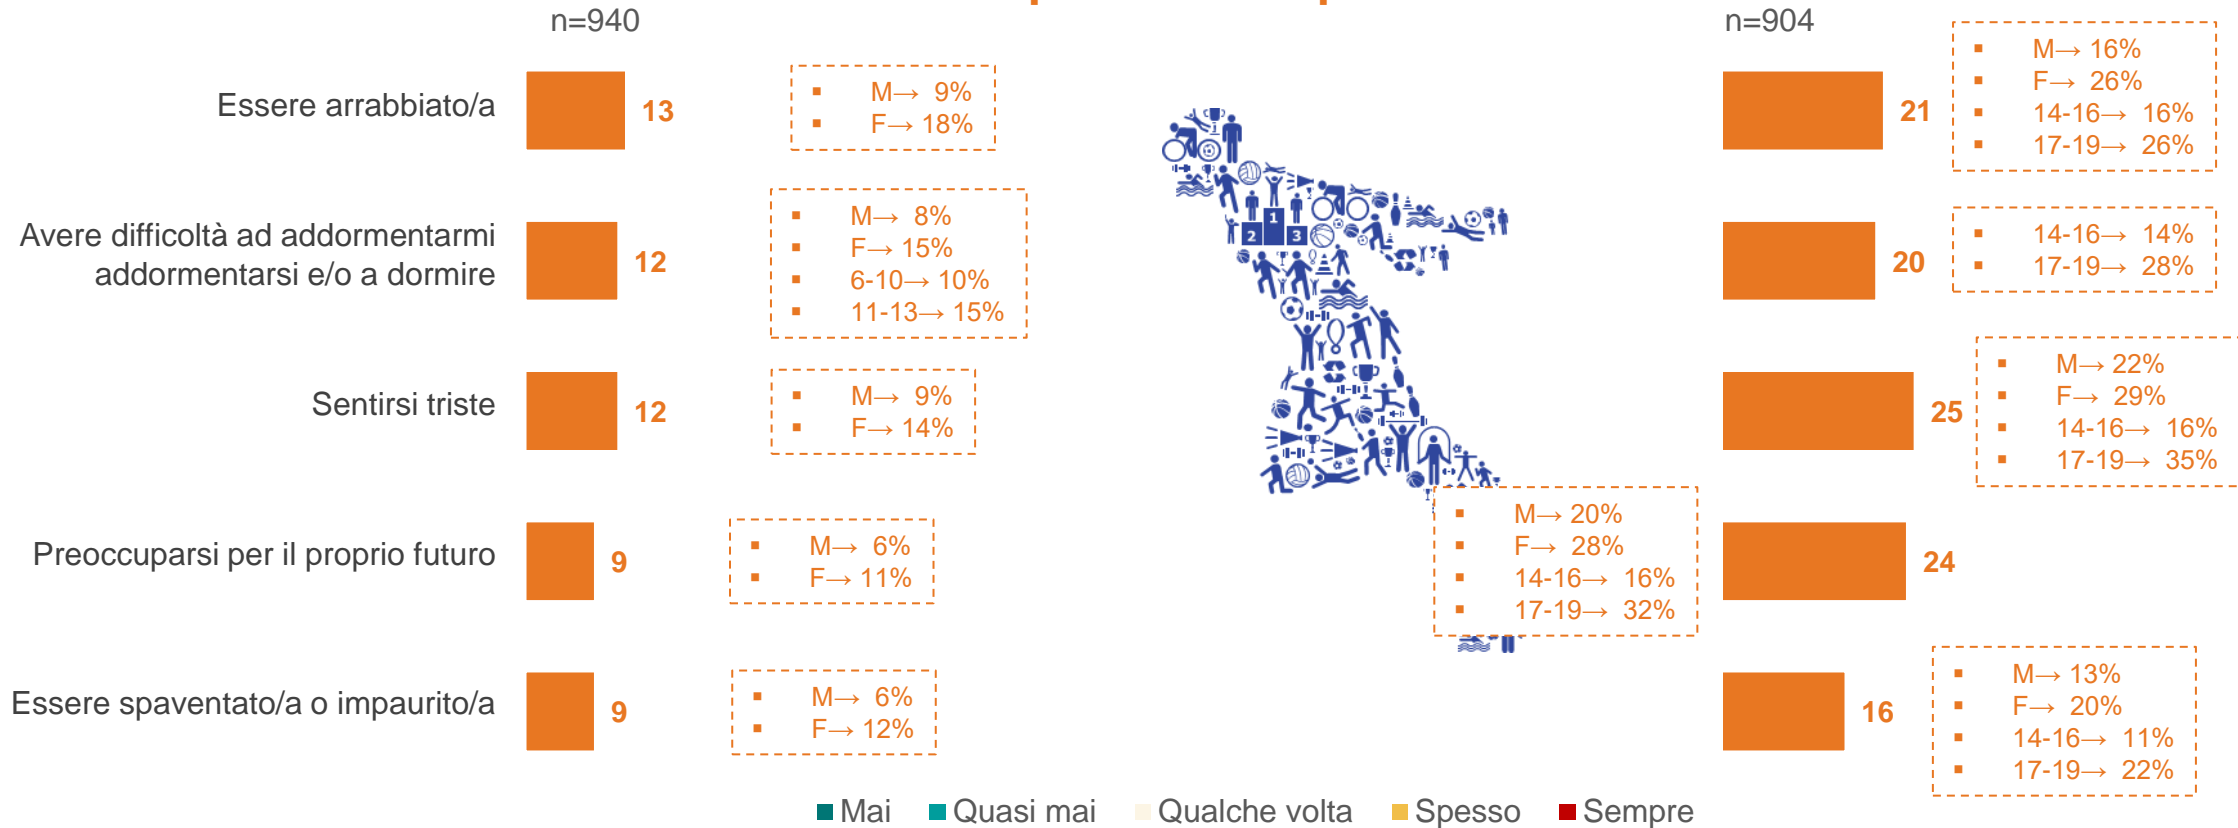 n=940
n=904
Essere arrabbiato/a
13
▪ M→ 9%
▪ F→ 18%
21
▪ M→ 16%
▪ F→ 26%
▪ 14-16→ 16%
▪ 17-19→ 26%
Avere difficoltà ad addormentarmi
addormentarsi e/o a dormire
12
▪ M→ 8%
▪ F→ 15%
▪ 6-10→ 10%
▪ 11-13→ 15%
20
▪ 14-16→ 14%
▪ 17-19→ 28%
Sentirsi triste
12
▪ M→ 9%
▪ F→ 14%
25
▪ M→ 22%
▪ F→ 29%
▪ 14-16→ 16%
▪ 17-19→ 35%
1
2
3
Preoccuparsi per il proprio futuro
9
▪ M→ 6%
▪ F→ 11%
▪ M→ 20%
▪ F→ 28%
▪ 14-16→ 16%
▪ 17-19→ 32%
24
Essere spaventato/a o impaurito/a
9
▪ M→ 6%
▪ F→ 12%
16
▪ M→ 13%
▪ F→ 20%
▪ 14-16→ 11%
▪ 17-19→ 22%
Mai Quasi mai Qualche volta Spesso Sempre